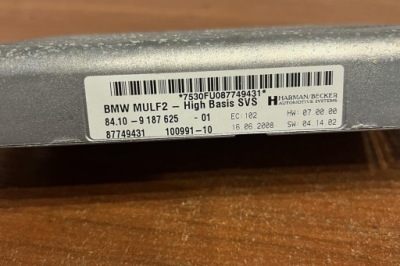 *7530FU087749431*
BMW MULF2 - High Basis SVS
HARMAN/BECKER
AUTOMOTIVE SYSTEMS
84.10 -9 187 625 - 01 EC: 102 HW: 07 00 00
87749431 100991-10 16 06 2008 SW: 04 14 02